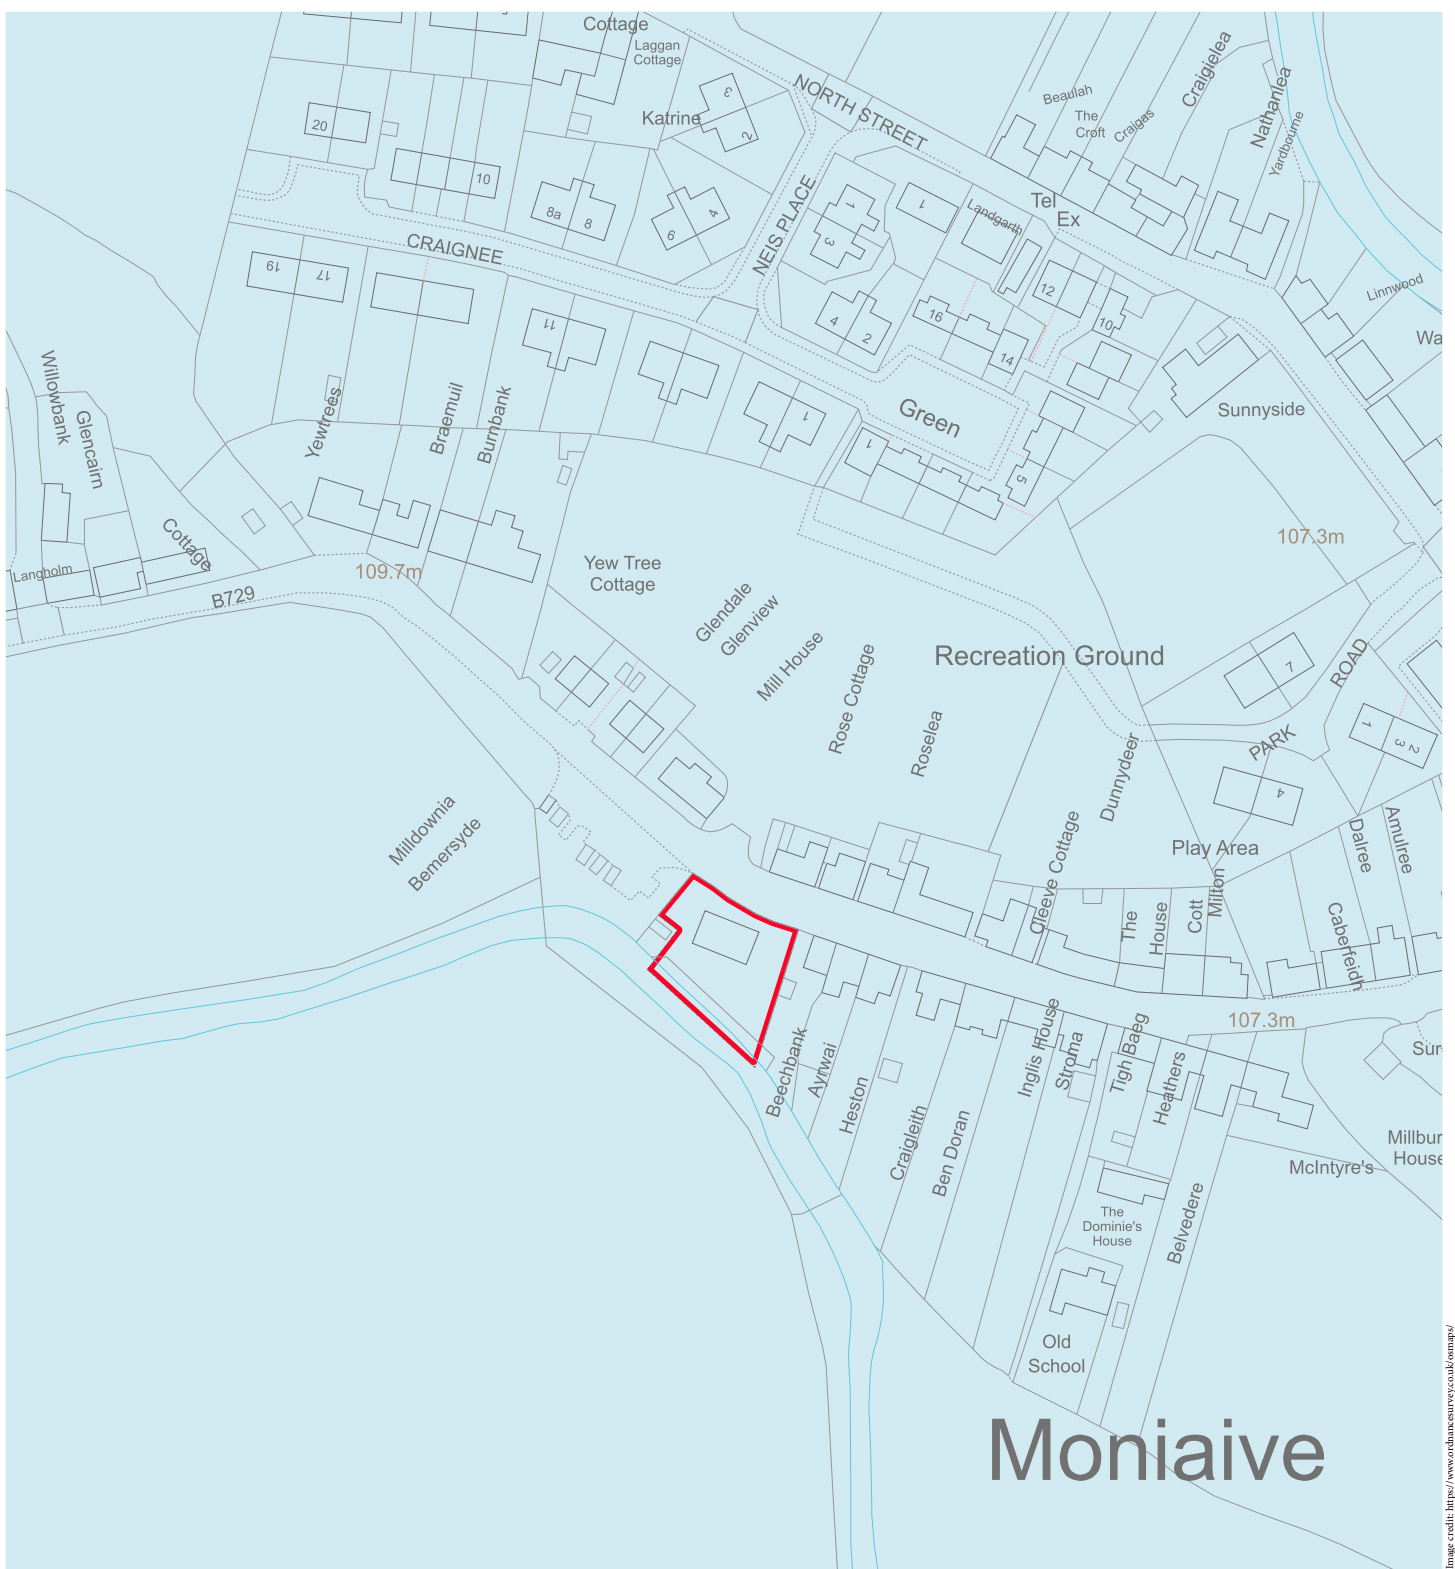 Cottage
Laggan
Cottage
Katrine
3
2
NORTH STREET
Beaulah
The
Croft
Craigas
Craigielea
Nathanlea
Yardbourne
20
10
8a
8
6
4
NEIS PLACE
CRAIGNEE
1
3
1
Landgarth
Tel
Ex
19
17
11
4
2
16
14
12
10
Linnwood
Wa
Willowbank
Glencairn
Yewtrees
Braemuil
Burnbank
1
1
Green
5
Sunnyside
Cottage
Langholm
B729
109.7m
107.3m
Yew Tree
Cottage
Glendale
Glenview
Mill House
Rose Cottage
Roselea
Recreation Ground
Dunnydeer
Cleeve Cottage
7
PARK
ROAD
1
3
2
4
Play Area
Dalree
Amulree
Milldownia
Bemersyde
The
House
Cott
Milton
Caberfeidh
107.3m
Beechbank
Ayrwai
Heston
Craigleith
Ben Doran
Inglis House
Stroma
Tigh Baeg
Heathers
Sur
Millbur
House
McIntyre's
The
Dominie's
House
Belvedere
Old
School
Moniaive
Image credit: https://www.ordnancesurvey.co.uk/osmaps/